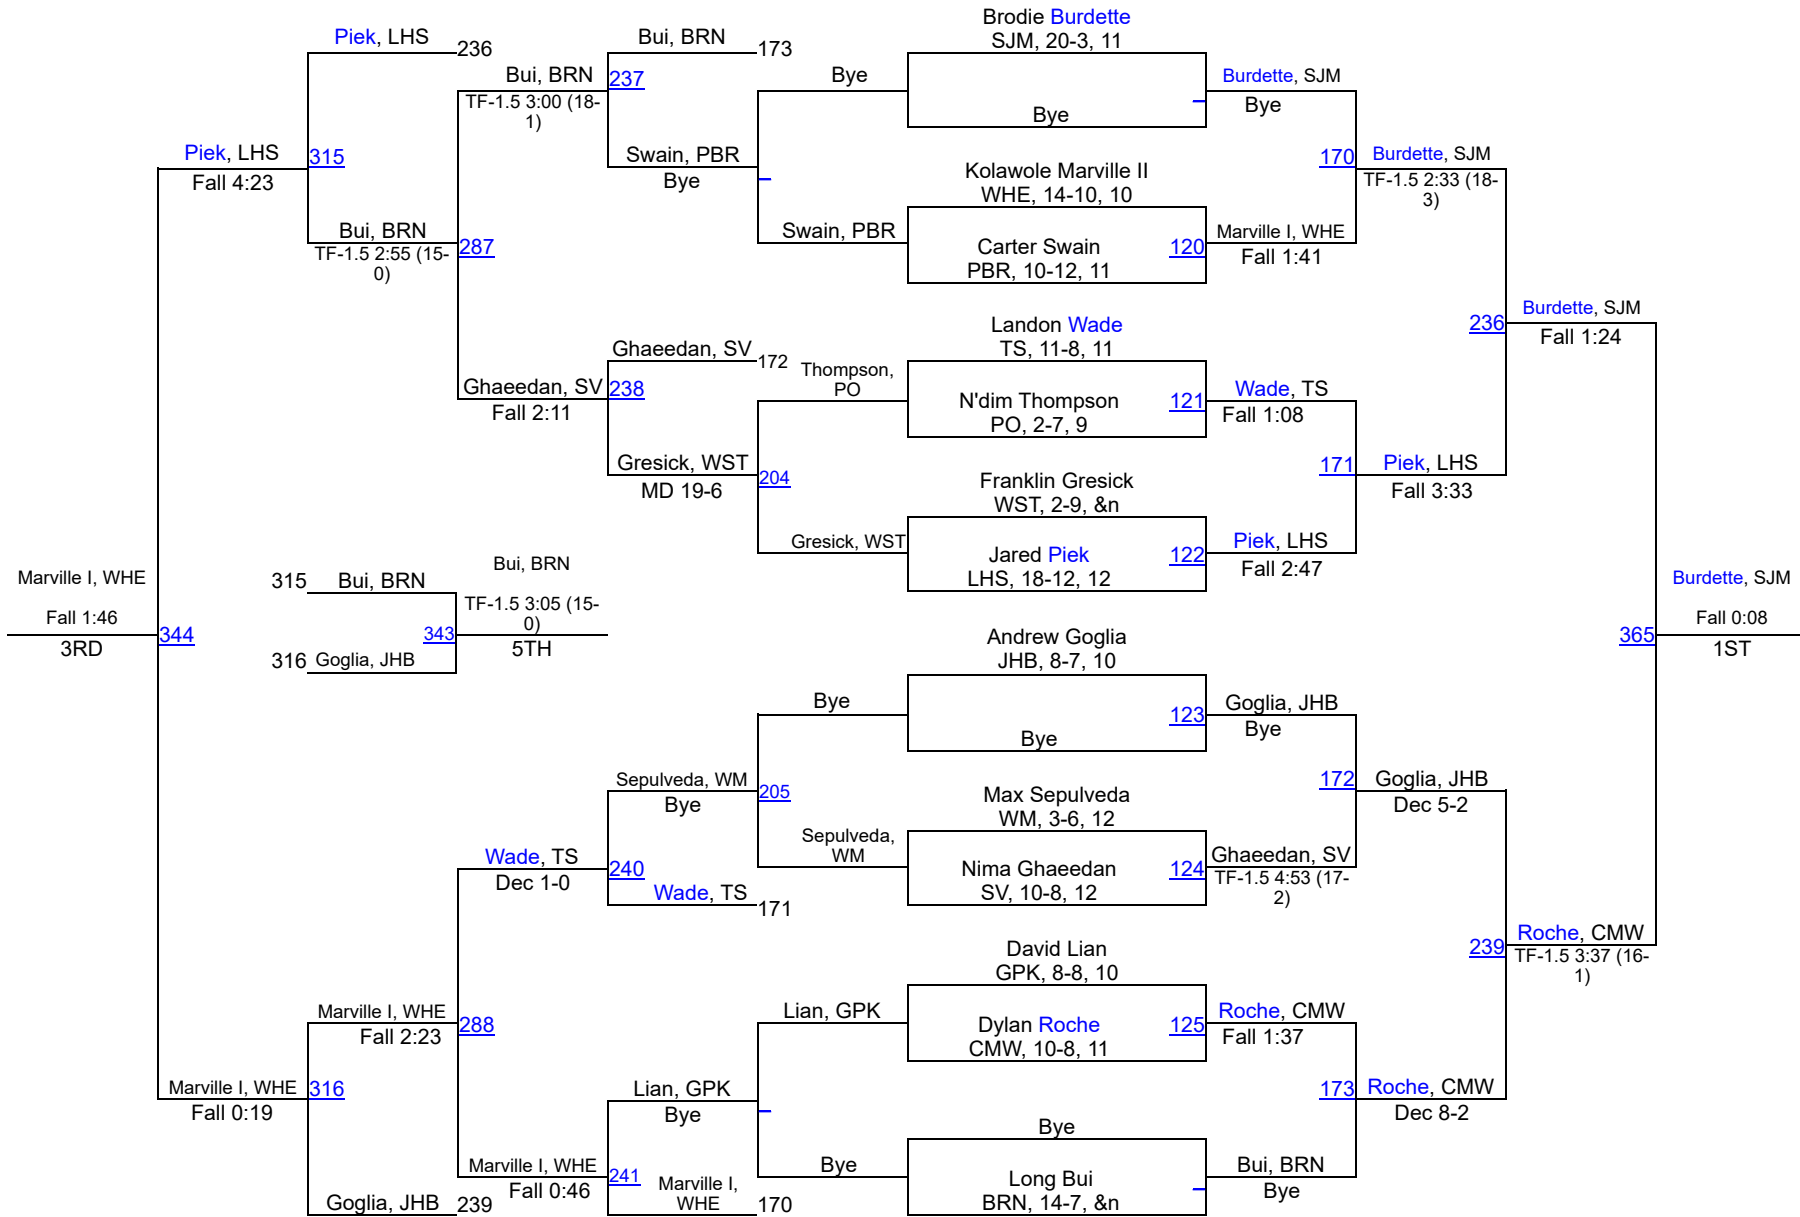 Brodie Burdette
SJM, 20-3, 11
Piek, LHS
236
Bui, BRN
173
Bui, BRN
237
TF-1.5 3:00 (18-
1)
Bye
Bye
Burdette, SJM
Bye
Piek, LHS
315
Fall 4:23
Swain, PBR
Bye
Kolawole Marville II
WHE, 14-10, 10
170
Burdette, SJM
TF-1.5 2:33 (18-
3)
Bui, BRN
287
TF-1.5 2:55 (15-
0)
Swain, PBR
Carter Swain
PBR, 10-12, 11
120
Marville I, WHE
Fall 1:41
Landon Wade
TS, 11-8, 11
236
Burdette, SJM
Fall 1:24
Ghaeedan, SV
172
Thompson,
PO
Ghaeedan, SV
238
Fall 2:11
N'dim Thompson
PO, 2-7, 9
121
Wade, TS
Fall 1:08
Gresick, WST
204
MD 19-6
Franklin Gresick
WST, 2-9, &n
171
Piek, LHS
Fall 3:33
Gresick, WST
Jared Piek
LHS, 18-12, 12
122
Piek, LHS
Fall 2:47
Marville I, WHE
Fall 1:46
344
3RD
315
Bui, BRN
Bui, BRN
TF-1.5 3:05 (15-
0)
343
5TH
316
Goglia, JHB
Burdette, SJM
Fall 0:08
365
1ST
Andrew Goglia
JHB, 8-7, 10
Bye
Bye
123
Goglia, JHB
Bye
Sepulveda, WM
205
Bye
Max Sepulveda
WM, 3-6, 12
172
Goglia, JHB
Dec 5-2
Sepulveda,
WM
Wade, TS
240
Dec 1-0
Nima Ghaeedan
SV, 10-8, 12
124
Ghaeedan, SV
TF-1.5 4:53 (17-
2)
Wade, TS
171
David Lian
GPK, 8-8, 10
239
Roche, CMW
TF-1.5 3:37 (16-
1)
Marville I, WHE
288
Fall 2:23
Lian, GPK
Dylan Roche
CMW, 10-8, 11
125
Roche, CMW
Fall 1:37
Marville I, WHE
316
Fall 0:19
Lian, GPK
Bye
173
Roche, CMW
Dec 8-2
Bye
Marville I, WHE
241
Fall 0:46
Bye
Long Bui
BRN, 14-7, &n
Bui, BRN
Bye
Goglia, JHB
239
Marville I,
WHE
170